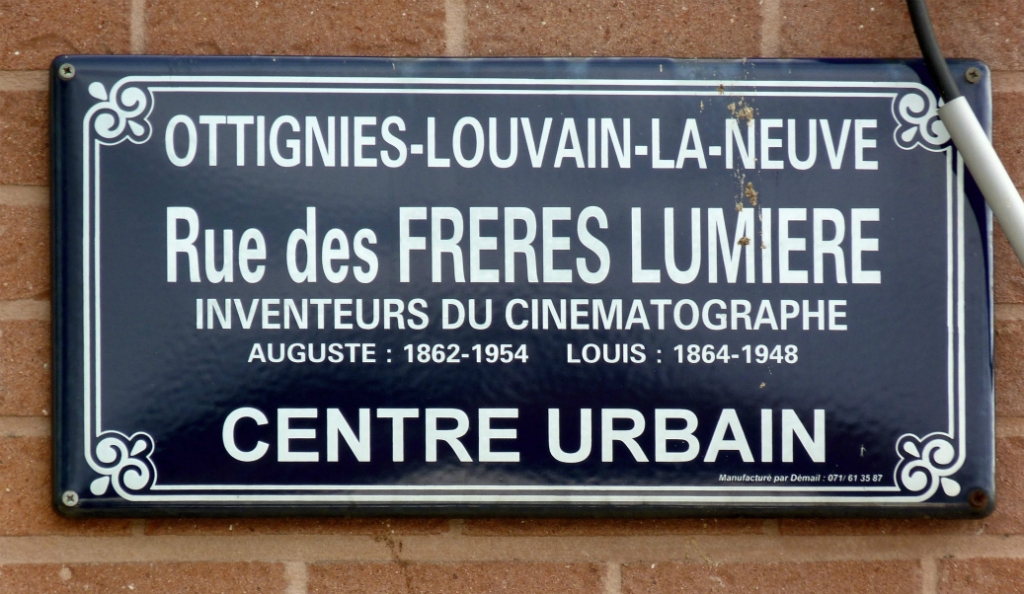 OTTIGNIES-LOUVAIN-LA-NEUVE
Rue des FRERES LUMIERE
INVENTEURS DU CINEMATOGRAPHE
AUGUSTE : 1862-1954 LOUIS : 1864-1948
CENTRE URBAIN
Manufacturé par Démail : 071/ 61 35 87